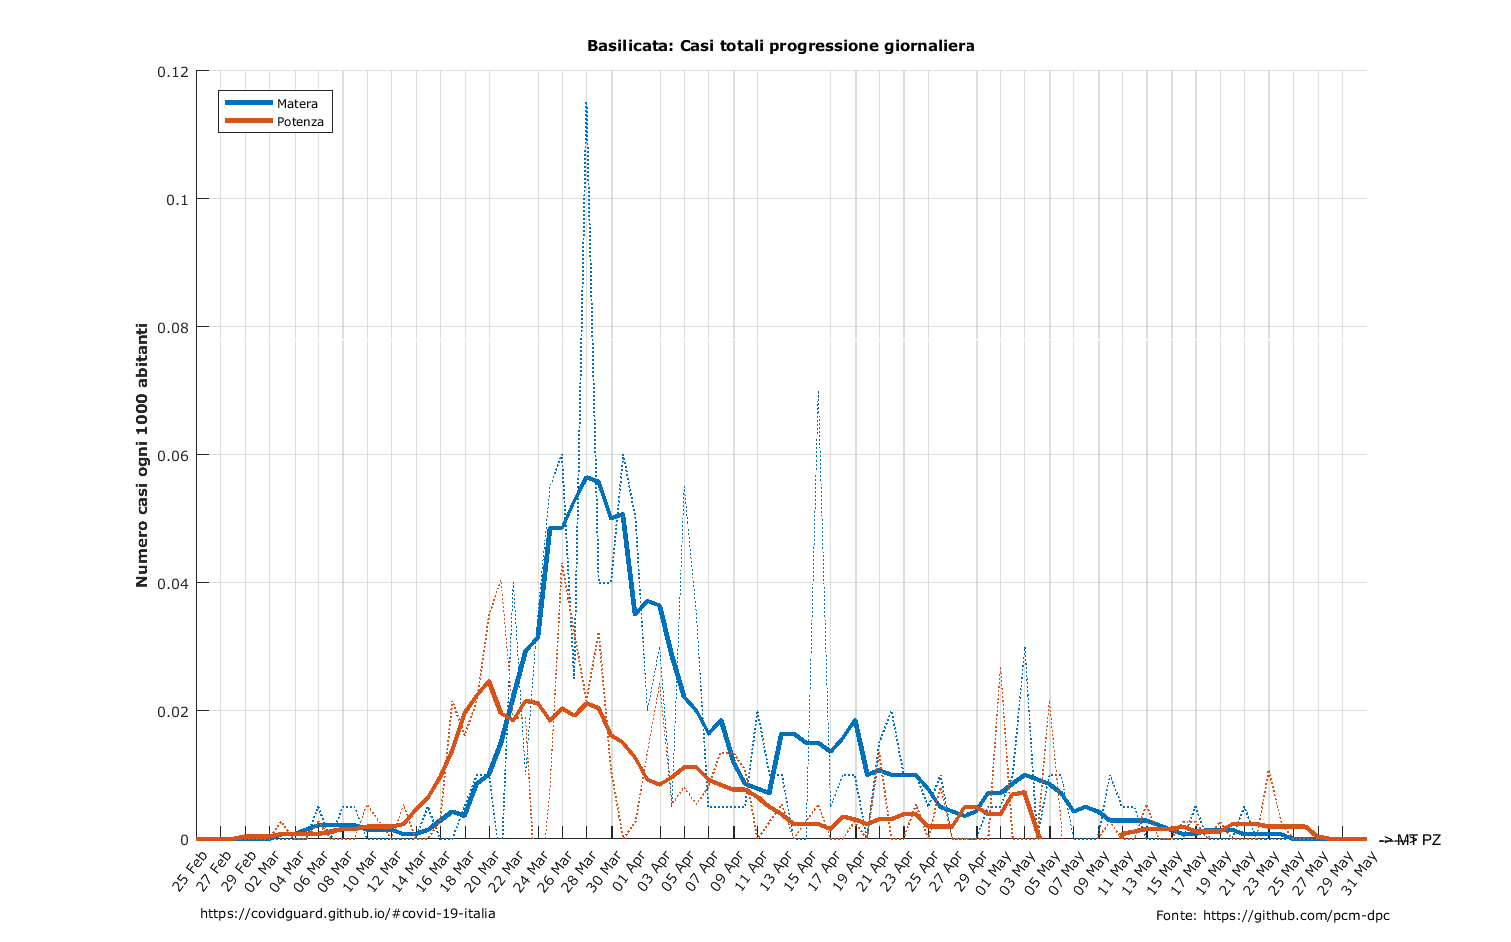 Basilicata: Casi totali progressione giornaliera
Matera
Potenza
Numero casi ogni 1000 abitanti
0.12
0.1
0.08
0.06
0.04
0.02
0
25 Feb
27 Feb
29 Feb
02 Mar
04 Mar
06 Mar
08 Mar
10 Mar
12 Mar
14 Mar
16 Mar
18 Mar
20 Mar
22 Mar
24 Mar
26 Mar
28 Mar
30 Mar
01 Apr
03 Apr
05 Apr
07 Apr
09 Apr
11 Apr
13 Apr
15 Apr
17 Apr
19 Apr
21 Apr
23 Apr
25 Apr
27 Apr
29 Apr
01 May
03 May
05 May
07 May
09 May
11 May
13 May
15 May
17 May
19 May
21 May
23 May
25 May
27 May
29 May
31 May
-> MT PZ
https://covidguard.github.io/#covid-19-italia
Fonte: https://github.com/pcm-dpc